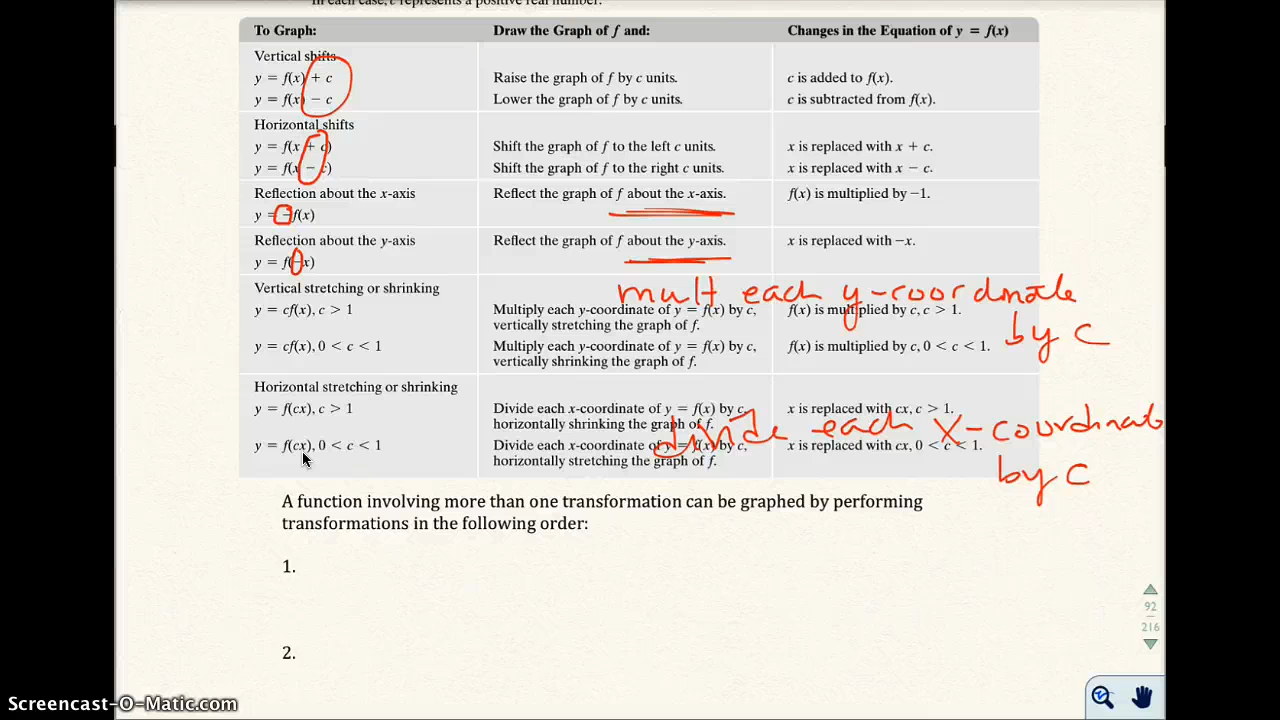 In each case, c represents a positive real number.
To Graph: Draw the Graph of f and: Changes in the Equation of y = f(x)
Vertical shifts
y = f(x) + c Raise the graph of f by c units. c is added to f(x).
y = f(x) − c Lower the graph of f by c units. c is subtracted from f(x).
Horizontal shifts
y = f(x + c) Shift the graph of f to the left c units. x is replaced with x + c.
y = f(x − c) Shift the graph of f to the right c units. x is replaced with x − c.
Reflection about the x-axis Reflect the graph of f about the x-axis. f(x) is multiplied by −1.
y = −f(x)
Reflection about the y-axis Reflect the graph of f about the y-axis. x is replaced with −x.
y = f(−x)
Vertical stretching or shrinking
mult each y-coordinate
y = cf(x), c > 1 Multiply each y-coordinate of y = f(x) by c, f(x) is multiplied by c, c > 1.
vertically stretching the graph of f.
by c
y = cf(x), 0 < c < 1 Multiply each y-coordinate of y = f(x) by c, f(x) is multiplied by c, 0 < c < 1.
vertically shrinking the graph of f.
Horizontal stretching or shrinking
y = f(cx), c > 1 Divide each x-coordinate of y = f(x) by c, x is replaced with cx, c > 1.
horizontally shrinking the graph of f.
divide each x-coordinate
y = f(cx), 0 < c < 1 Divide each x-coordinate of y = f(x) by c, x is replaced with cx, 0 < c < 1.
horizontally stretching the graph of f.
by c
A function involving more than one transformation can be graphed by performing
transformations in the following order:
1.
2.
92
216
Screencast-O-Matic.com